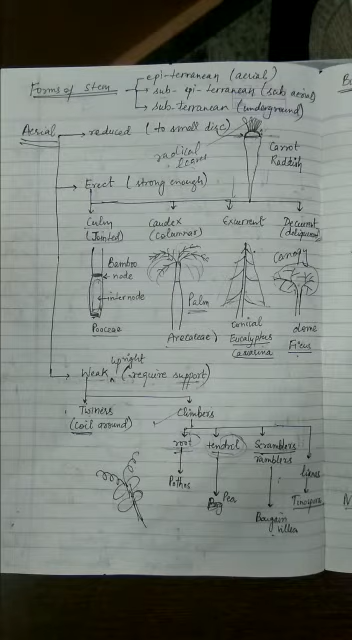 epi-terranean (aerial)
Forms of stem sub-epi-terranean (sub aerial)
sub-terranean (underground)
Aerial reduced (to small disc)
radical leaves
Carrot
Raddish
Erect (strong enough)
Culm Caudex Excurrent Decurrent
(Jointed) (columnar) (deliquescent)
Bamboo Canopy
node
internode Palm
Conical dome
Poaceae Arecaceae) Eucalyptus Ficus
Casurina
upright
Weak (require support)
Twiners Climbers
(coil around)
root tendril Scramblers
ramblers
lianas
Pothos Pea Tinospora
Bougain
villea